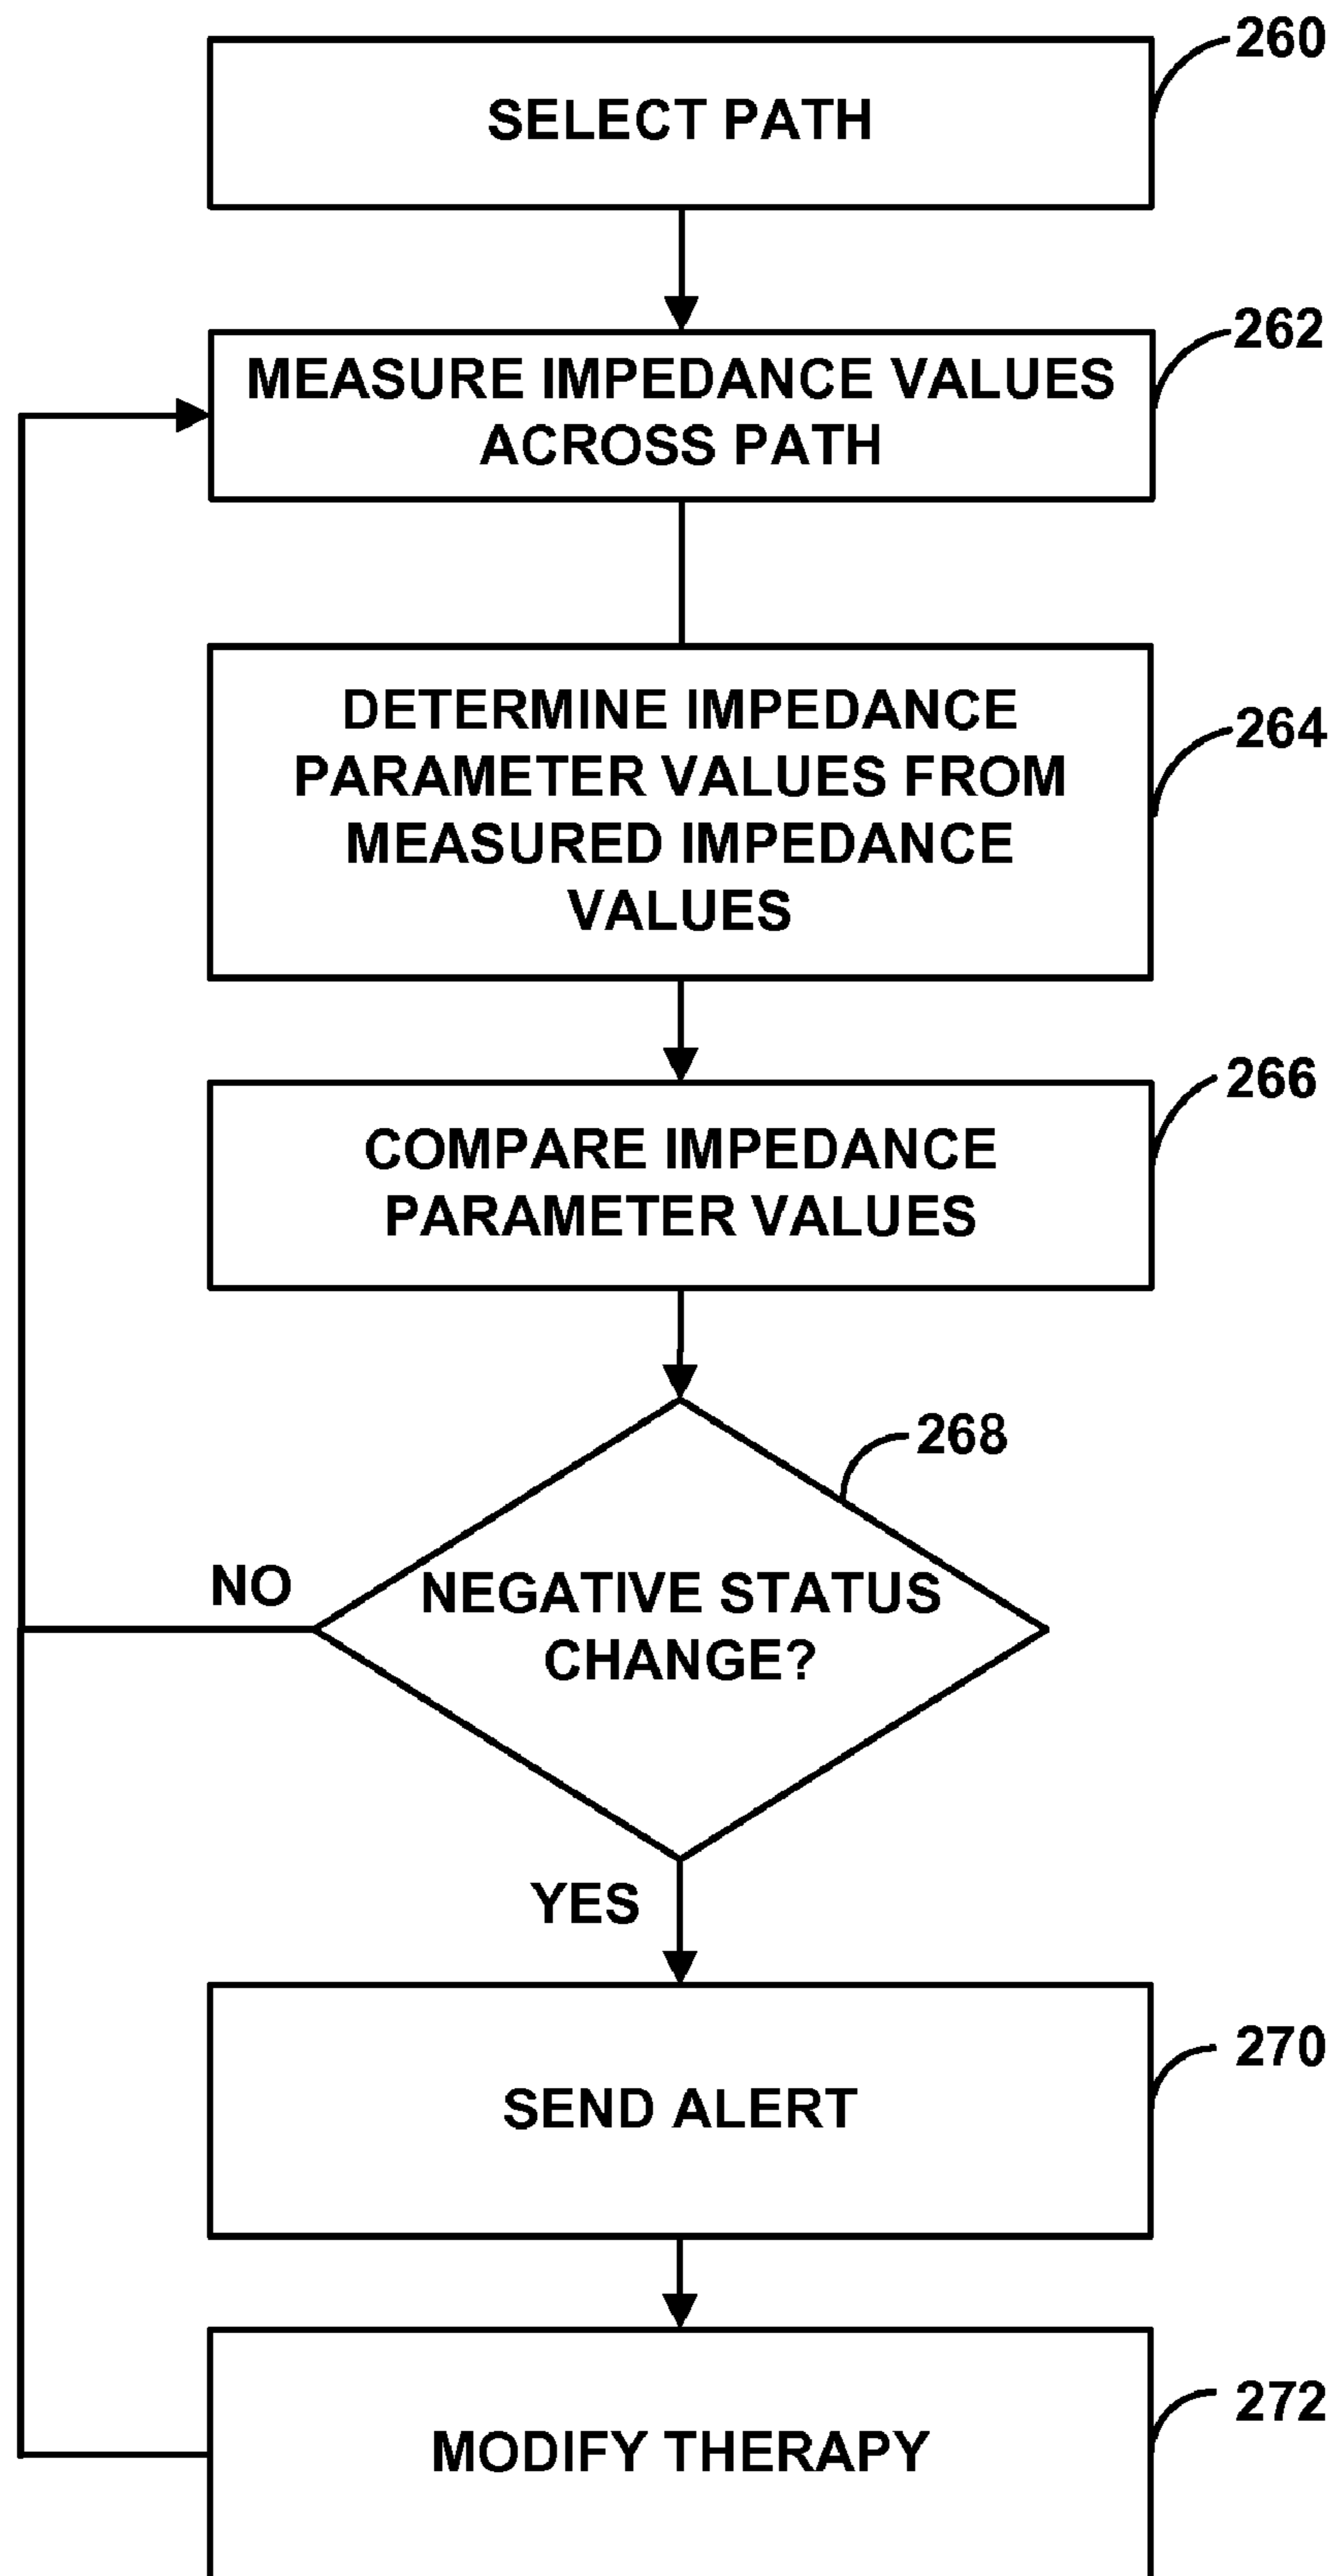 260
SELECT PATH
262
MEASURE IMPEDANCE VALUES
ACROSS PATH
264
DETERMINE IMPEDANCE
PARAMETER VALUES FROM
MEASURED IMPEDANCE
VALUES
266
COMPARE IMPEDANCE
PARAMETER VALUES
268
NO
NEGATIVE STATUS
CHANGE?
YES
270
SEND ALERT
272
MODIFY THERAPY